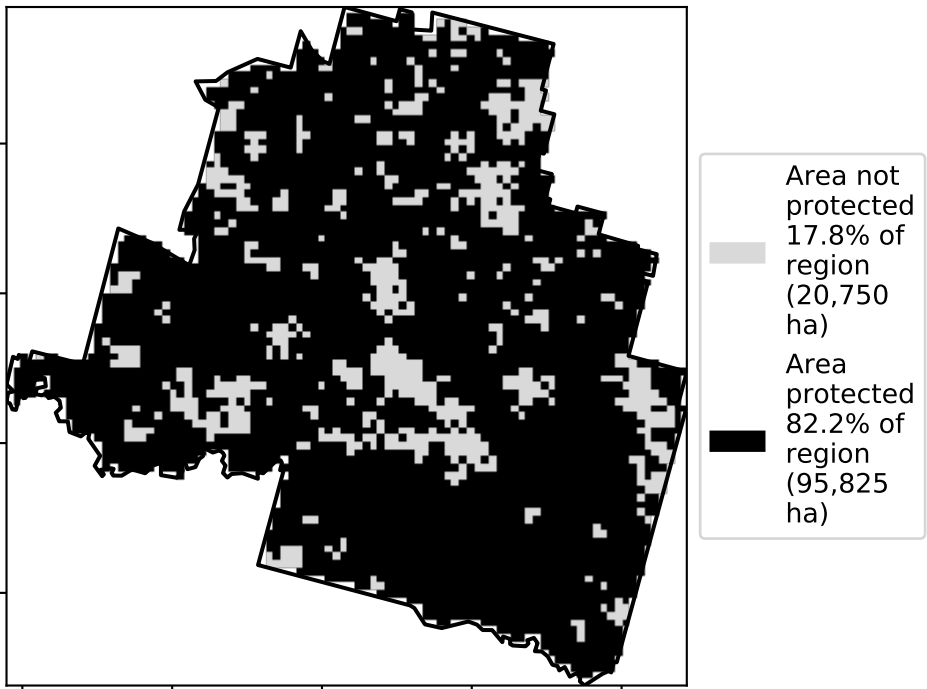 Area not
protected
17.8% of
region
(20,750
ha)
Area
protected
82.2% of
region
(95,825
ha)